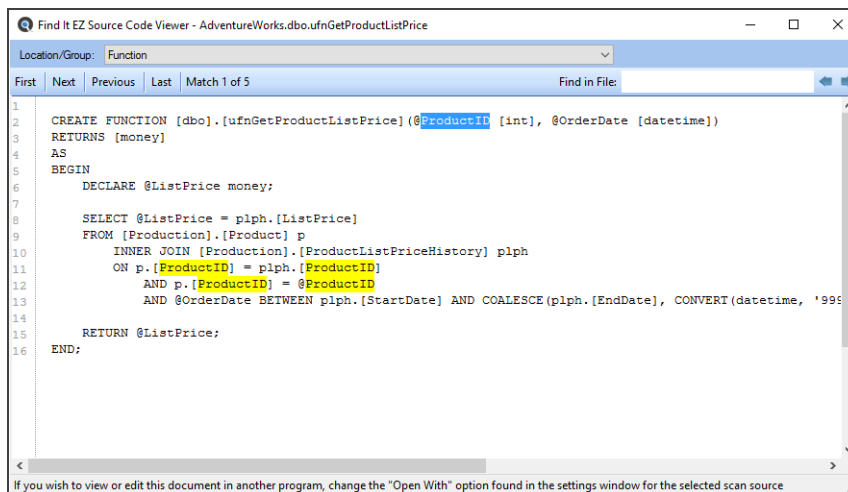 Find It EZ Source Code Viewer - AdventureWorks.dbo.ufnGetProductListPrice
Location/Group: Function
First Next Previous Last Match 1 of 5 Find in File:
1
2 CREATE FUNCTION [dbo].[ufnGetProductListPrice](@ProductID [int], @OrderDate [datetime])
3 RETURNS [money]
4 AS
5 BEGIN
6 DECLARE @ListPrice money;
7
8 SELECT @ListPrice = plph.[ListPrice]
9 FROM [Production].[Product] p
10 INNER JOIN [Production].[ProductListPriceHistory] plph
11 ON p.[ProductID] = plph.[ProductID]
12 AND p.[ProductID] = @ProductID
13 AND @OrderDate BETWEEN plph.[StartDate] AND COALESCE(plph.[EndDate], CONVERT(datetime, '999
14
15 RETURN @ListPrice;
16 END;
If you wish to view or edit this document in another program, change the "Open With" option found in the settings window for the selected scan source